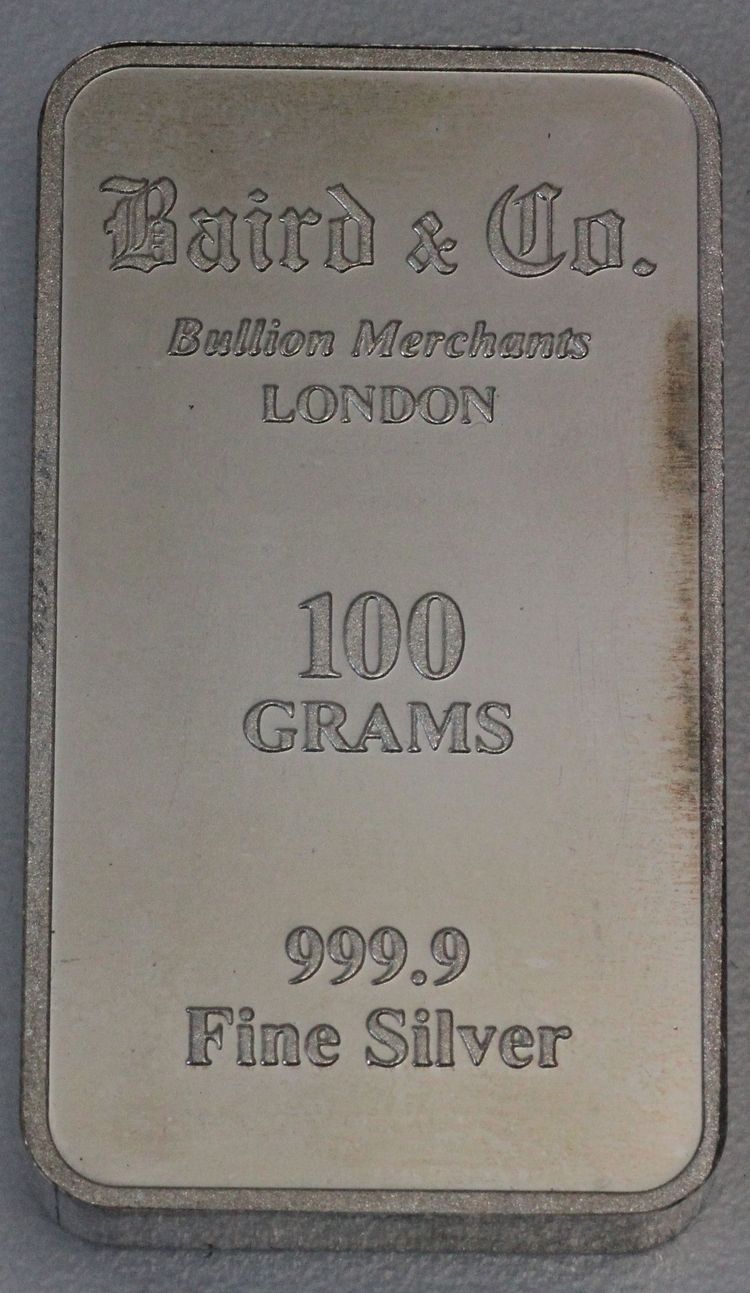 Baird & Co.
Bullion Merchants
LONDON
100
GRAMS
999.9
Fine Silver